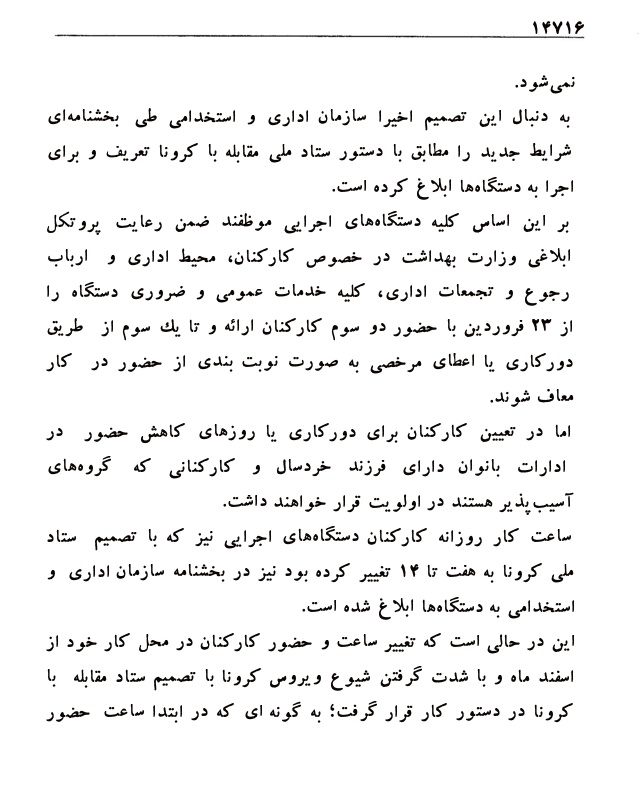 ۱۴۷۱۶
نمی‌شود.
به دنبال این تصمیم اخیرا سازمان اداری و استخدامی طی بخشنامه‌ای
شرایط جدید را مطابق با دستور ستاد ملی مقابله با کرونا تعریف و برای
اجرا به دستگاه‌ها ابلاغ کرده است.
بر این اساس کلیه دستگاه‌های اجرایی موظفند ضمن رعایت پروتکل
ابلاغی وزارت بهداشت در خصوص کارکنان، محیط اداری و ارباب
رجوع و تجمعات اداری، کلیه خدمات عمومی و ضروری دستگاه را
از ۲۳ فروردین با حضور دو سوم کارکنان ارائه و تا یك سوم از طریق
دورکاری یا اعطای مرخصی به صورت نوبت بندی از حضور در کار
معاف شوند.
اما در تعیین کارکنان برای دورکاری یا روزهای کاهش حضور در
ادارات بانوان دارای فرزند خردسال و کارکنانی که گروه‌های
آسیب‌پذیر هستند در اولویت قرار خواهند داشت.
ساعت کار روزانه کارکنان دستگاه‌های اجرایی نیز که با تصمیم ستاد
ملی کرونا به هفت تا ۱۴ تغییر کرده بود نیز در بخشنامه سازمان اداری و
استخدامی به دستگاه‌ها ابلاغ شده است.
این در حالی است که تغییر ساعت و حضور کارکنان در محل کار خود از
اسفند ماه و با شدت گرفتن شیوع ویروس کرونا با تصمیم ستاد مقابله با
کرونا در دستور کار قرار گرفت؛ به گونه ای که در ابتدا ساعت حضور